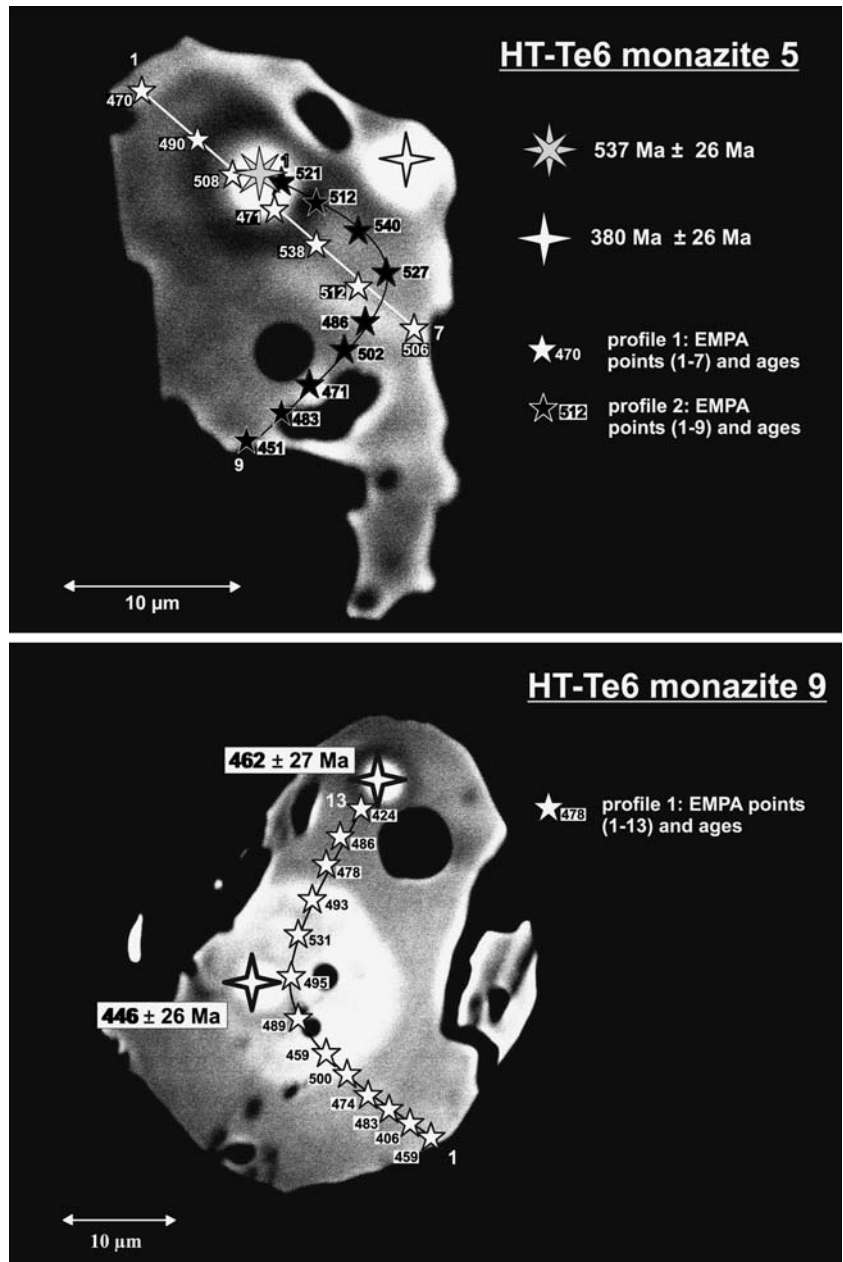 HT-Te6 monazite 5
1
470
490
508
1
521
471
512
540
538
527
512
486
7
506
502
471
483
451
9
537 Ma ± 26 Ma
380 Ma ± 26 Ma
470 profile 1: EMPA
points (1-7) and ages
512 profile 2: EMPA
points (1-9) and ages
10 µm
HT-Te6 monazite 9
462 ± 27 Ma
13
424
486
478
493
531
495
446 ± 26 Ma
489
459
500
474
483
406
459
1
478 profile 1: EMPA points
(1-13) and ages
10 µm